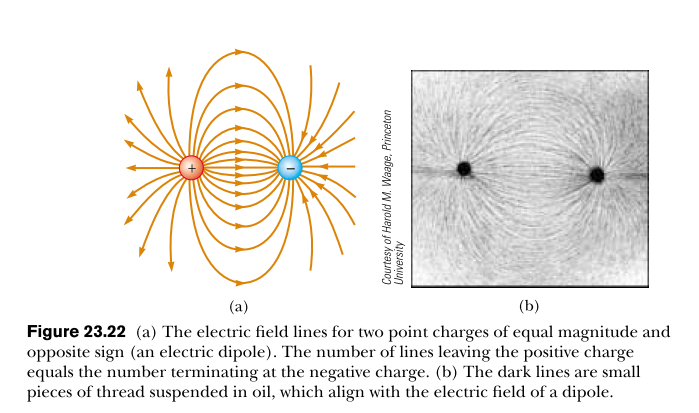 +
−
Courtesy of Harold M. Waage, Princeton
University
(a)
(b)
Figure 23.22 (a) The electric field lines for two point charges of equal magnitude and
opposite sign (an electric dipole). The number of lines leaving the positive charge
equals the number terminating at the negative charge. (b) The dark lines are small
pieces of thread suspended in oil, which align with the electric field of a dipole.